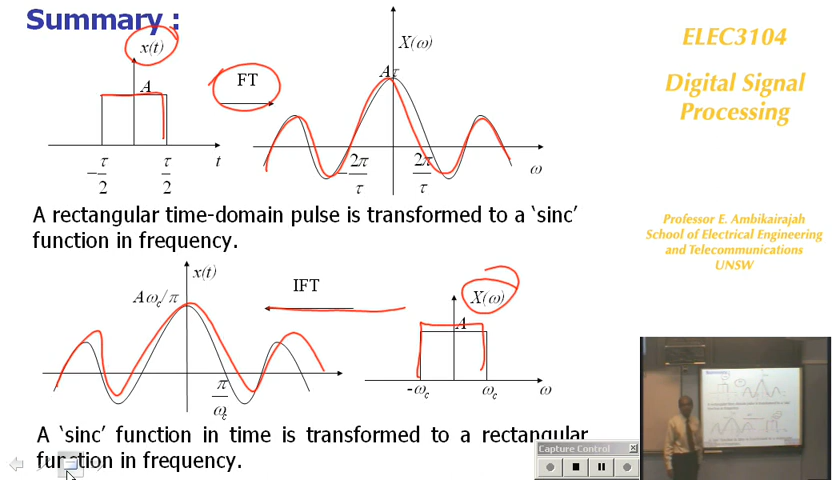 Summary :
x(t)
A
FT
−τ/2
τ/2
t
X(ω)
Aτ
−2π/τ
2π/τ
ω
A rectangular time-domain pulse is transformed to a ‘sinc’
function in frequency.
x(t)
Aω_c/π
π/ω_c
IFT
X(ω)
A
-ω_c
ω_c
ω
A ‘sinc’ function in time is transformed to a rectangular
function in frequency.
ELEC3104
Digital Signal
Processing
Professor E. Ambikairajah
School of Electrical Engineering
and Telecommunications
UNSW
Capture Control